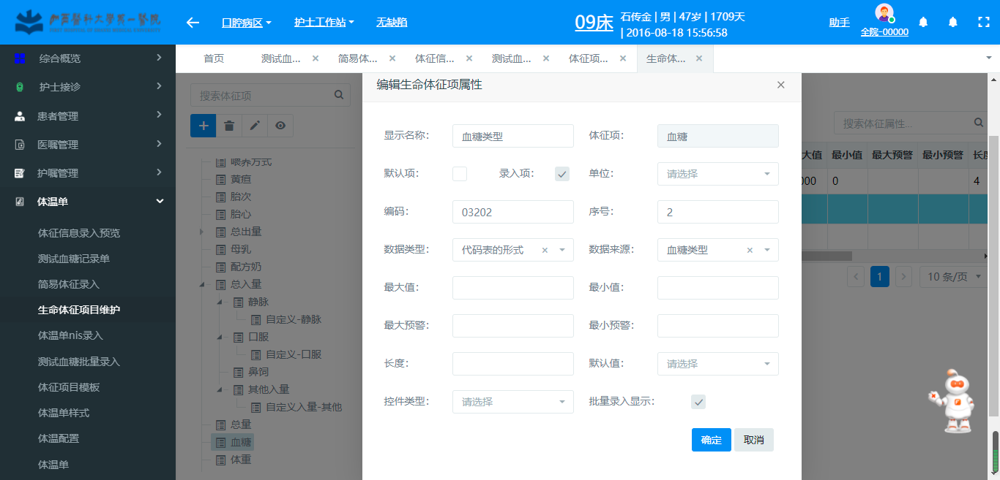 口腔病区
护士工作站
无缺陷
09床
石传金 | 男 | 47岁 | 1709天
| 2016-08-18 15:56:58
助手
全院-00000
综合概览
护士接诊
患者管理
医嘱管理
护嘱管理
体温单
体征信息录入预览
测试血糖记录单
简易体征录入
生命体征项目维护
体温单nis录入
测试血糖批量录入
体征项目模板
体温单样式
体温配置
体温单
首页
测试血...
简易体...
体征信...
测试血...
体征项...
生命体...
搜索体征项
喂养方式
黄疸
胎次
胎心
总出量
母乳
配方奶
总入量
静脉
自定义-静脉
口服
自定义-口服
鼻饲
其他入量
自定义入量-其他
总量
血糖
体重
编辑生命体征项属性
显示名称: 血糖类型 体征项: 血糖
默认项: 录入项: 单位: 请选择
编码: 03202 序号: 2
数据类型: 代码表的形式 数据来源: 血糖类型
最大值: 最小值:
最大预警: 最小预警:
长度: 默认值: 请选择
控件类型: 请选择 批量录入显示:
确定 取消
搜索体征属性...
大值 最小值 最大预警 最小预警 长度
000 0 4
1
10 条/页